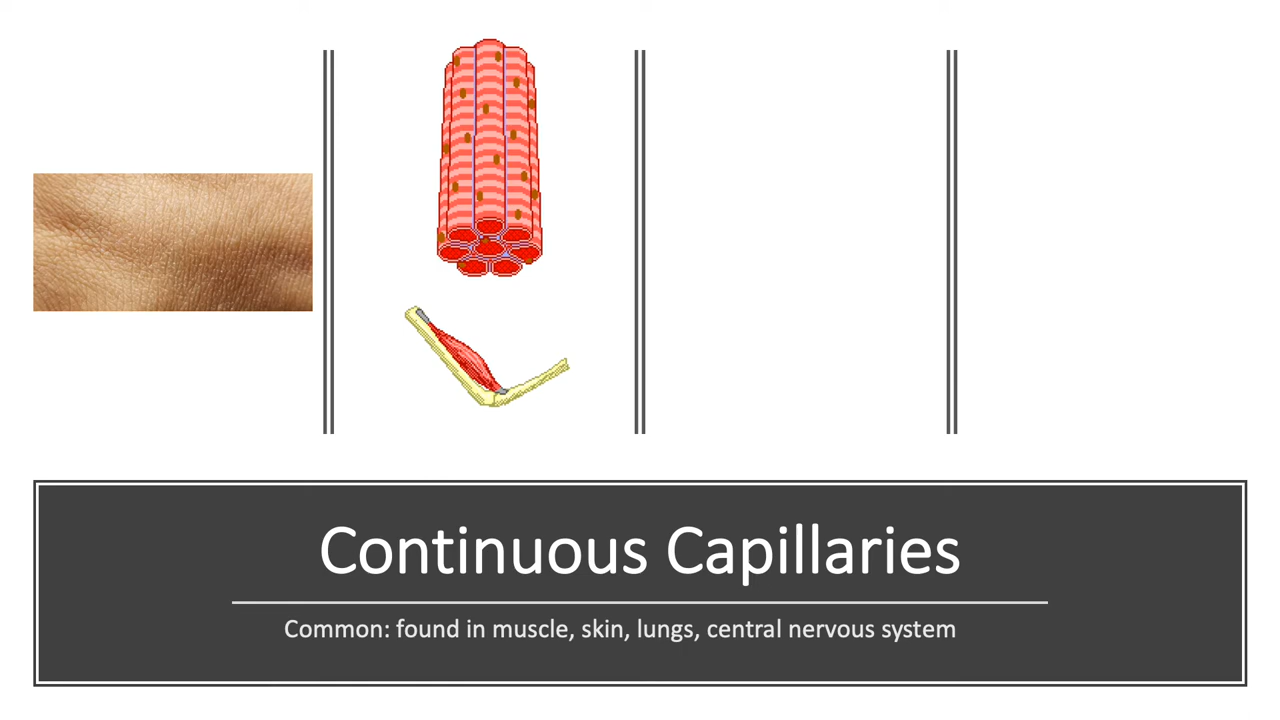 Continuous Capillaries
Common: found in muscle, skin, lungs, central nervous system